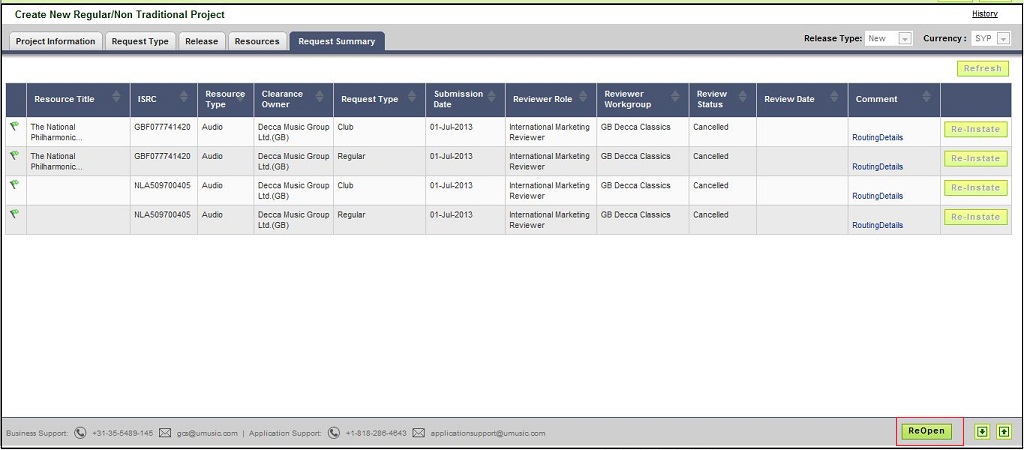 Create New Regular/Non Traditional Project
History
Project Information
Request Type
Release
Resources
Request Summary
Release Type: New
Currency : SYP
Refresh
Resource Title
ISRC
Resource Type
Clearance Owner
Request Type
Submission Date
Reviewer Role
Reviewer Workgroup
Review Status
Review Date
Comment
The National Philharmonic... GBF077741420 Audio Decca Music Group Ltd.(GB) Club 01-Jul-2013 International Marketing Reviewer GB Decca Classics Cancelled RoutingDetails Re-Instate
The National Philharmonic... GBF077741420 Audio Decca Music Group Ltd.(GB) Regular 01-Jul-2013 International Marketing Reviewer GB Decca Classics Cancelled RoutingDetails Re-Instate
NLA509700405 Audio Decca Music Group Ltd.(GB) Club 01-Jul-2013 International Marketing Reviewer GB Decca Classics Cancelled RoutingDetails Re-Instate
NLA509700405 Audio Decca Music Group Ltd.(GB) Regular 01-Jul-2013 International Marketing Reviewer GB Decca Classics Cancelled RoutingDetails Re-Instate
Business Support: +31-35-5489-145 gcs@umusic.com | Application Support: +1-818-286-4643 applicationsupport@umusic.com
ReOpen